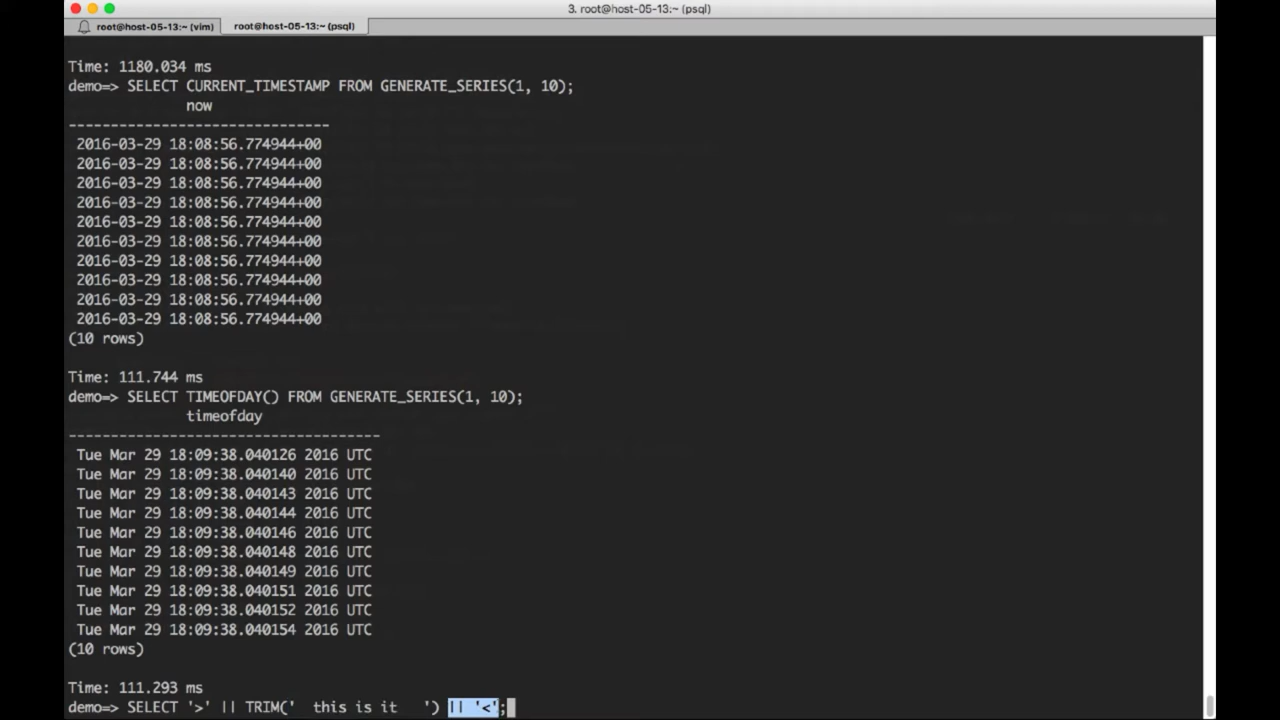 3. root@host-05-13:~ (psql)
root@host-05-13:~ (vim) root@host-05-13:~ (psql)
Time: 1180.034 ms
demo=> SELECT CURRENT_TIMESTAMP FROM GENERATE_SERIES(1, 10);
now
-------------------------------
2016-03-29 18:08:56.774944+00
2016-03-29 18:08:56.774944+00
2016-03-29 18:08:56.774944+00
2016-03-29 18:08:56.774944+00
2016-03-29 18:08:56.774944+00
2016-03-29 18:08:56.774944+00
2016-03-29 18:08:56.774944+00
2016-03-29 18:08:56.774944+00
2016-03-29 18:08:56.774944+00
2016-03-29 18:08:56.774944+00
(10 rows)
Time: 111.744 ms
demo=> SELECT TIMEOFDAY() FROM GENERATE_SERIES(1, 10);
timeofday
-------------------------------------
Tue Mar 29 18:09:38.040126 2016 UTC
Tue Mar 29 18:09:38.040140 2016 UTC
Tue Mar 29 18:09:38.040143 2016 UTC
Tue Mar 29 18:09:38.040144 2016 UTC
Tue Mar 29 18:09:38.040146 2016 UTC
Tue Mar 29 18:09:38.040148 2016 UTC
Tue Mar 29 18:09:38.040149 2016 UTC
Tue Mar 29 18:09:38.040151 2016 UTC
Tue Mar 29 18:09:38.040152 2016 UTC
Tue Mar 29 18:09:38.040154 2016 UTC
(10 rows)
Time: 111.293 ms
demo=> SELECT '>' || TRIM('  this is it   ') || '<';